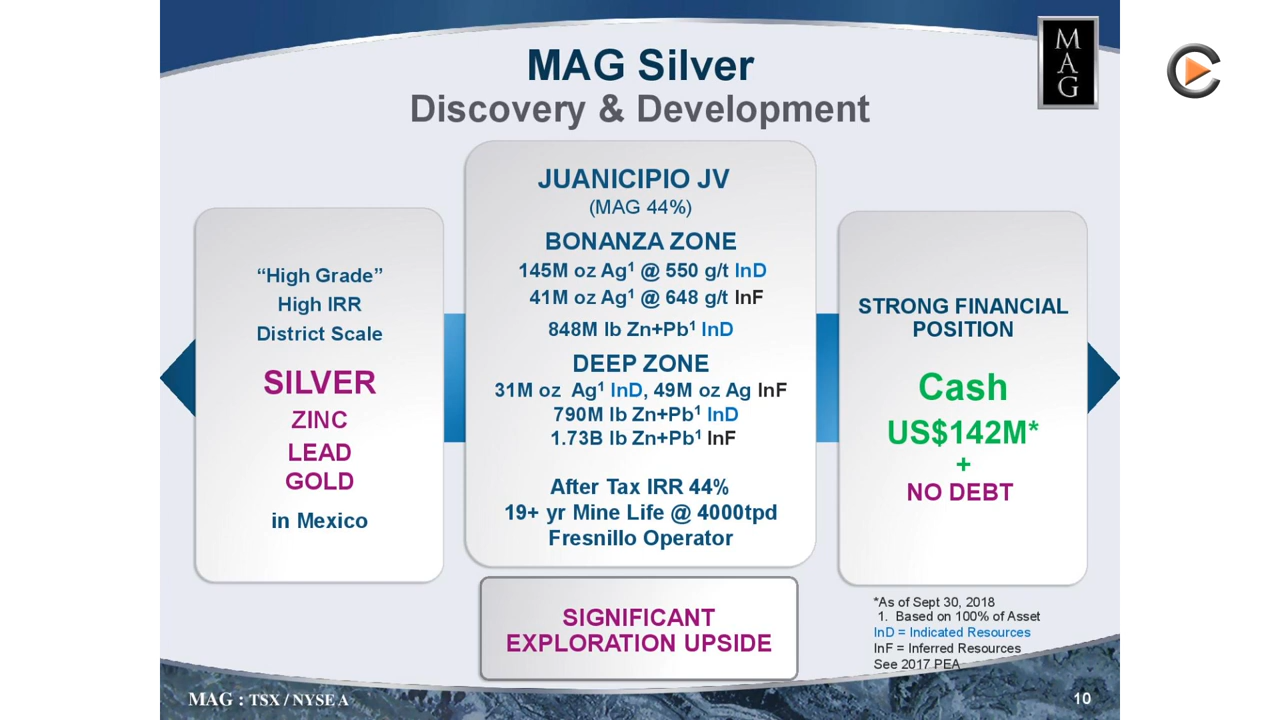 MAG Silver
Discovery & Development
M
A
G
“High Grade”
High IRR
District Scale
SILVER
ZINC
LEAD
GOLD
in Mexico
JUANICIPIO JV
(MAG 44%)
BONANZA ZONE
145M oz Ag¹ @ 550 g/t InD
41M oz Ag¹ @ 648 g/t InF
848M lb Zn+Pb¹ InD
DEEP ZONE
31M oz Ag¹ InD, 49M oz Ag InF
790M lb Zn+Pb¹ InD
1.73B lb Zn+Pb¹ InF
After Tax IRR 44%
19+ yr Mine Life @ 4000tpd
Fresnillo Operator
SIGNIFICANT
EXPLORATION UPSIDE
STRONG FINANCIAL
POSITION
Cash
US$142M*
+
NO DEBT
*As of Sept 30, 2018
1. Based on 100% of Asset
InD = Indicated Resources
InF = Inferred Resources
See 2017 PEA
MAG : TSX / NYSE A
10